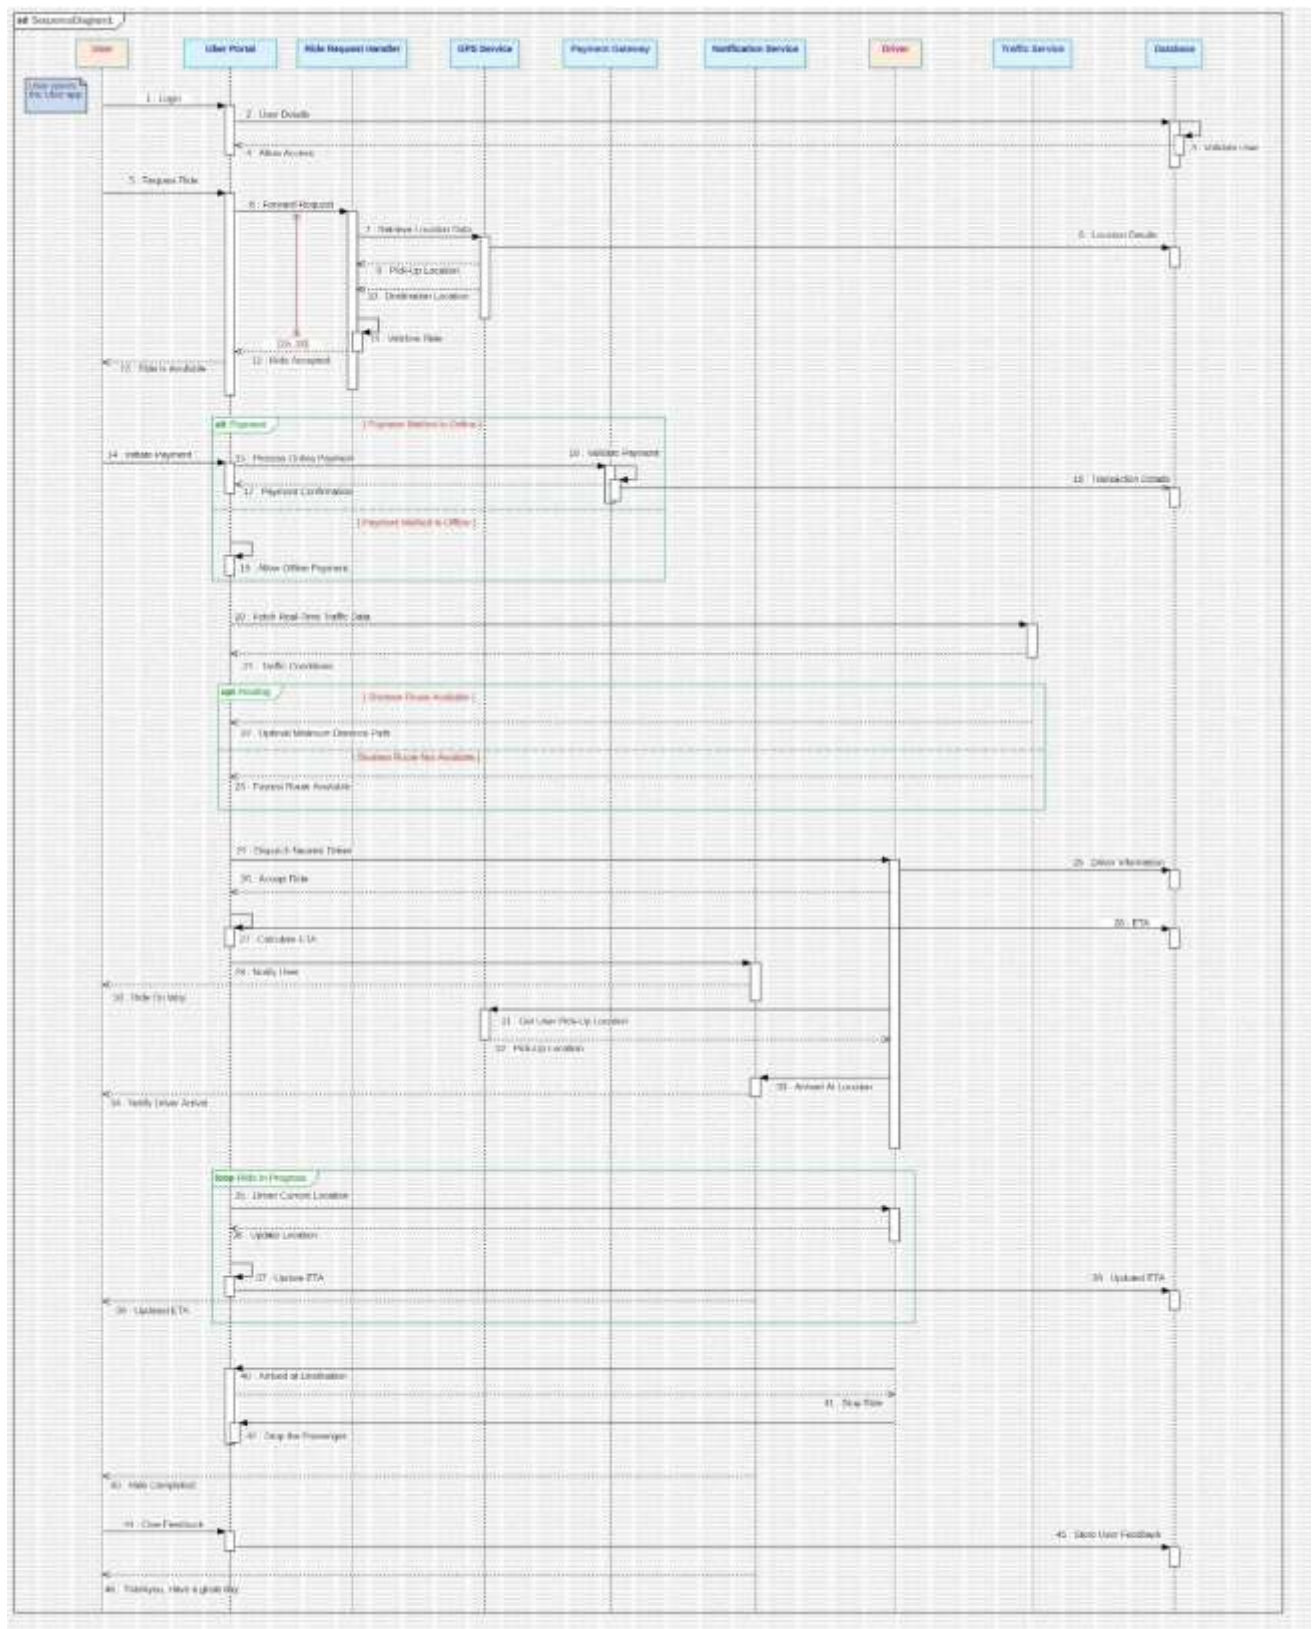 sd SequenceDiagram1
User
Uber Portal
Ride Request Handler
GPS Service
Payment Gateway
Notification Service
Driver
Traffic Service
Database
User opens
the Uber app
1 : Login
2 : User Details
3 : Validate User
4 : Allow Access
5 : Request Ride
6 : Forward Request
7 : Retrieve Location Data
8 : Location Details
9 : Pick-Up Location
10 : Destination Location
11 : Validate Ride
12 : Ride Accepted
13 : Ride is Available
alt Payment
[ Payment Method is Online ]
14 : Initiate Payment
15 : Process Online Payment
16 : Validate Payment
17 : Payment Confirmation
18 : Transaction Details
[ Payment Method is Offline ]
19 : Allow Offline Payment
20 : Fetch Real-Time Traffic Data
21 : Traffic Conditions
opt Routing
[ Shortest Route Available ]
22 : Optimal Minimum Distance Path
[ Shortest Route Not Available ]
23 : Fastest Route Available
Dispatch Nearest Driver
25 : Driver Information
26 : Accept Ride
27 : Calculate ETA
28 : ETA
29 : Notify User
30 : Ride On Way
31 : Get User Pick-Up Location
32 : Pick-Up Location
33 : Arrived At Location
34 : Notify Driver Arrival
loop Ride in Progress
35 : Driver Current Location
36 : Update Location
37 : Update ETA
38 : Updated ETA
39 : Updated ETA
40 : Arrived at Destination
41 : Stop Ride
42 : Drop the Passenger
43 : Ride Completed
44 : Give Feedback
45 : Store User Feedback
46 : Thankyou, Have a great day